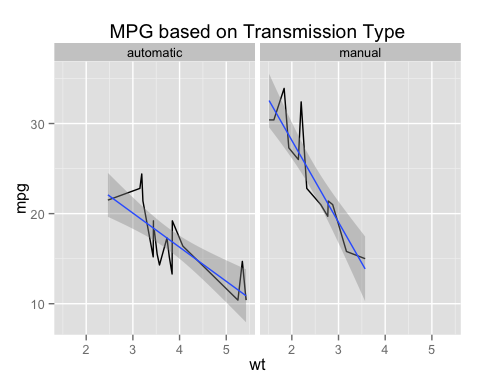 MPG based on Transmission Type
automatic manual
mpg
30
20
10
2 3 4 5 2 3 4 5
wt